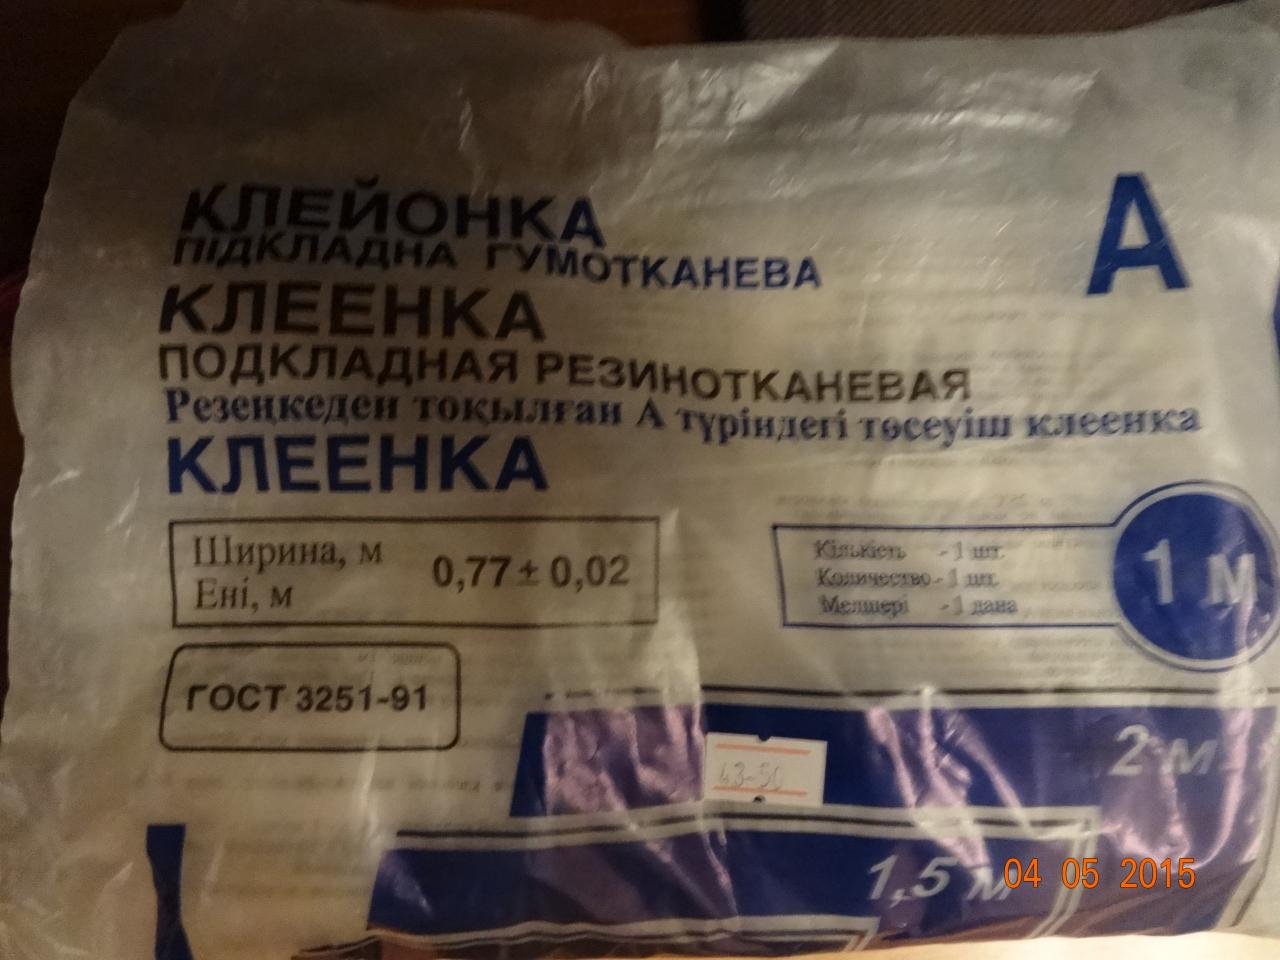 КЛЕЙОНКА
ПІДКЛАДНА ГУМОТКАНЕВА
А
КЛЕЕНКА
ПОДКЛАДНАЯ РЕЗИНОТКАНЕВАЯ
Резеңкеден тоқылған А түріндегі төсеуіш клеенка
КЛЕЕНКА
Ширина, м
Ені, м
0,77 ± 0,02
Кількість - 1 шт.
Количество - 1 шт.
Мөлшері - 1 дана
1 м
ГОСТ 3251-91
2 м
43-50
1,5 м
04 05 2015